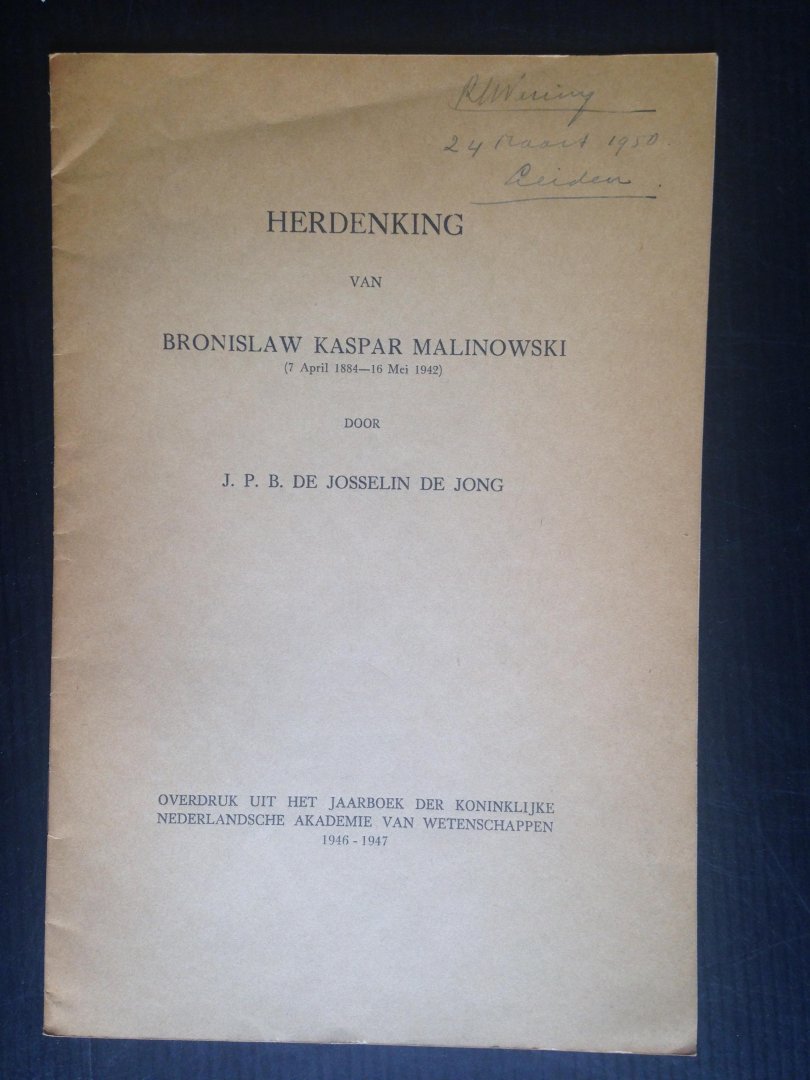 24 Maart 1950.
Leiden.
HERDENKING
VAN
BRONISLAW KASPAR MALINOWSKI
(7 April 1884—16 Mei 1942)
DOOR
J. P. B. DE JOSSELIN DE JONG
OVERDRUK UIT HET JAARBOEK DER KONINKLIJKE
NEDERLANDSCHE AKADEMIE VAN WETENSCHAPPEN
1946 - 1947